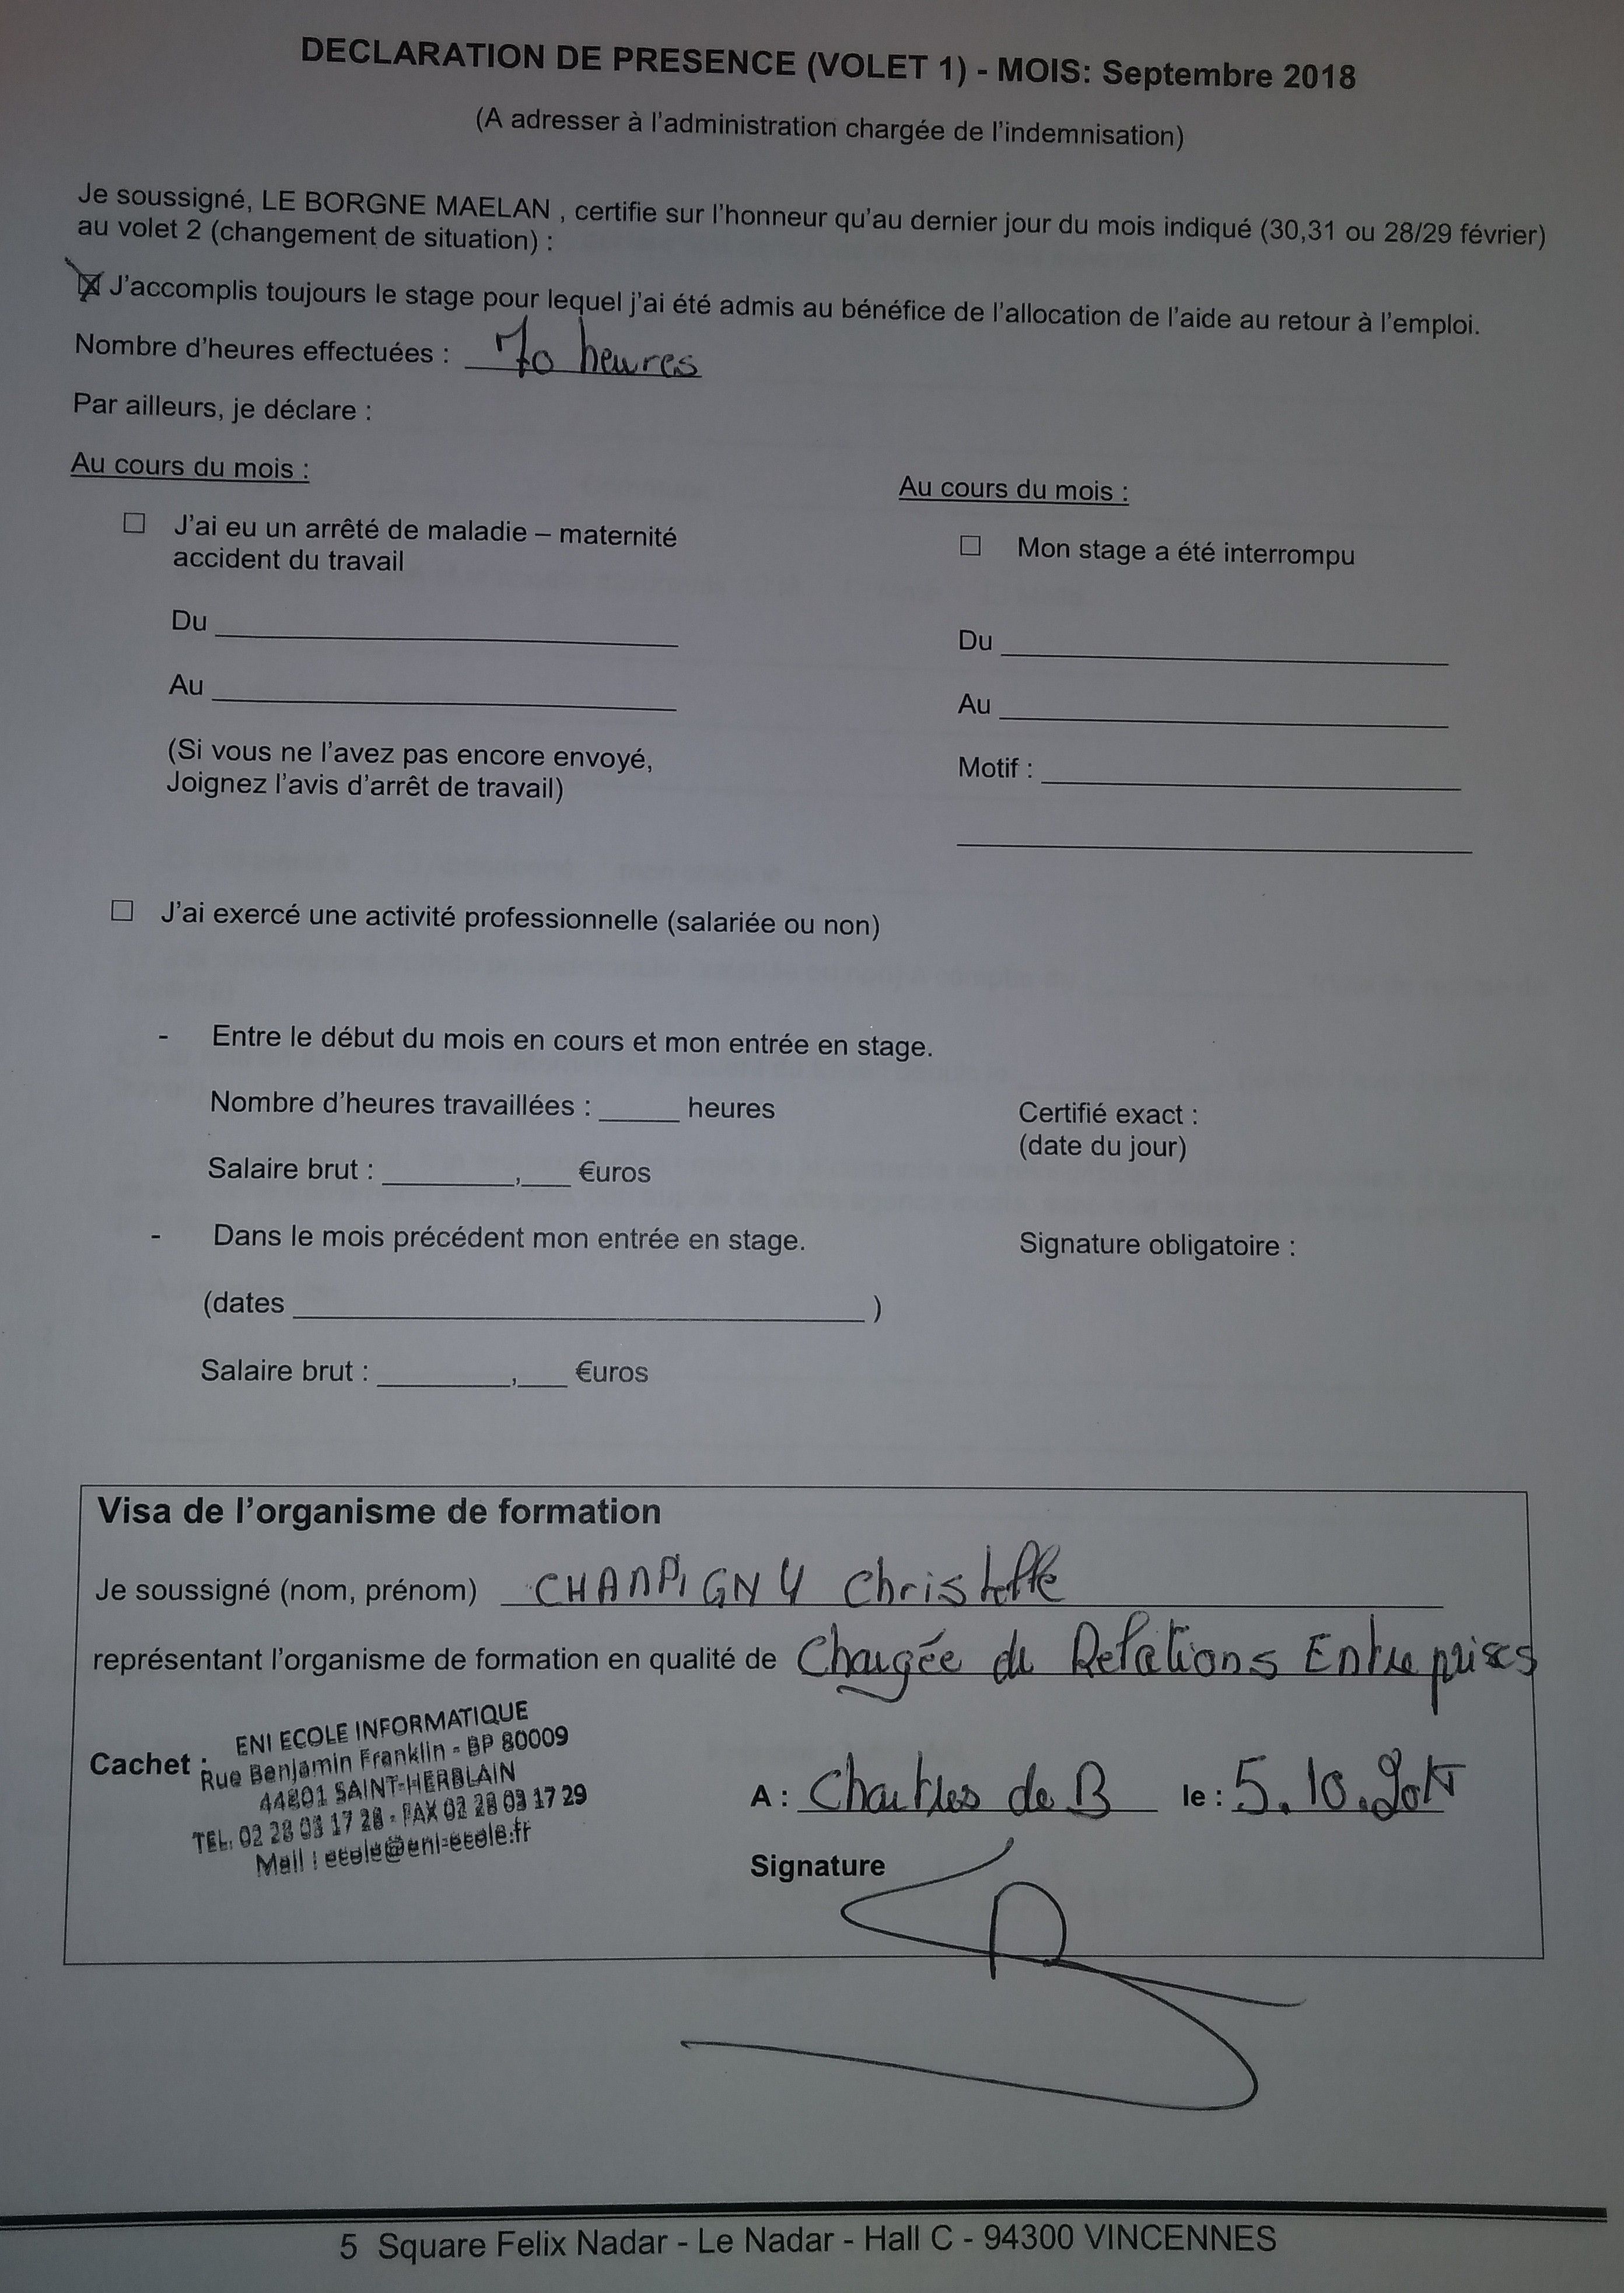 DECLARATION DE PRESENCE (VOLET 1) - MOIS: Septembre 2018
(A adresser à l'administration chargée de l'indemnisation)
Je soussigné, LE BORGNE MAELAN , certifie sur l'honneur qu'au dernier jour du mois indiqué (30,31 ou 28/29 février)
au volet 2 (changement de situation) :
J'accomplis toujours le stage pour lequel j'ai été admis au bénéfice de l'allocation de l'aide au retour à l'emploi.
Nombre d'heures effectuées : 70 heures
Par ailleurs, je déclare :
Au cours du mois :
☐ J'ai eu un arrêté de maladie – maternité
accident du travail
Du
Au
(Si vous ne l'avez pas encore envoyé,
Joignez l'avis d'arrêt de travail)
Au cours du mois :
☐ Mon stage a été interrompu
Du
Au
Motif :
☐ J'ai exercé une activité professionnelle (salariée ou non)
- Entre le début du mois en cours et mon entrée en stage.
Nombre d'heures travaillées : _____ heures
Salaire brut : ________,___ €uros
- Dans le mois précédent mon entrée en stage.
(dates ____________________ )
Salaire brut : ________,___ €uros
Certifié exact :
(date du jour)
Signature obligatoire :
Visa de l'organisme de formation
Je soussigné (nom, prénom) CHAMPIGNY Christelle
représentant l'organisme de formation en qualité de Chargée de Relations Entreprises
Cachet :
ENI ECOLE INFORMATIQUE
Rue Benjamin Franklin - BP 80009
44801 SAINT-HERBLAIN
TEL. 02 28 03 17 28 - FAX 02 28 03 17 29
Mail : ecole@eni-ecole.fr
A : Chartres de B le : 5.10.
Signature
5 Square Felix Nadar - Le Nadar - Hall C - 94300 VINCENNES